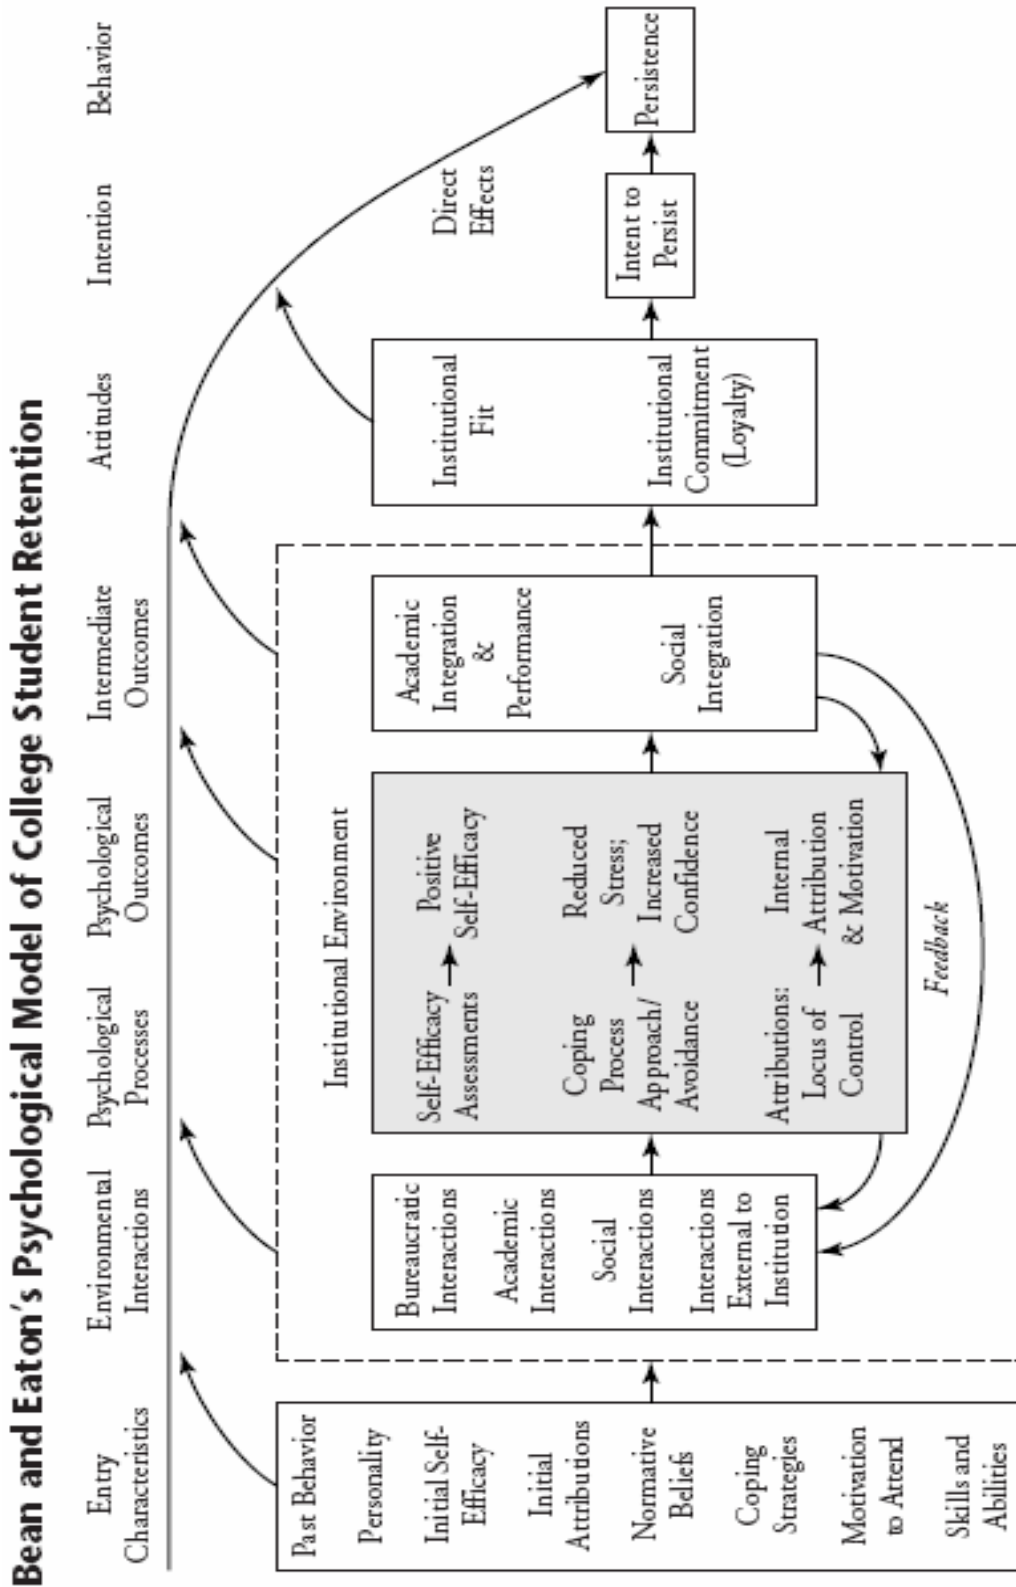 Bean and Eaton's Psychological Model of College Student Retention
Entry
Characteristics
Environmental
Interactions
Psychological
Processes
Psychological
Outcomes
Intermediate
Outcomes
Attitudes
Intention
Behavior
Past Behavior
Personality
Initial Self-
Efficacy
Initial
Attributions
Normative
Beliefs
Coping
Strategies
Motivation
to Attend
Skills and
Abilities
Institutional Environment
Bureaucratic
Interactions
Academic
Interactions
Social
Interactions
Interactions
External to
Institution
Self-Efficacy
Assessments
Positive
Self-Efficacy
Coping
Process
Approach/
Avoidance
Reduced
Stress;
Increased
Confidence
Attributions:
Locus of
Control
Internal
Attribution
& Motivation
Feedback
Academic
Integration
&
Performance
Social
Integration
Institutional
Fit
Institutional
Commitment
(Loyalty)
Direct
Effects
Intent to
Persist
Persistence